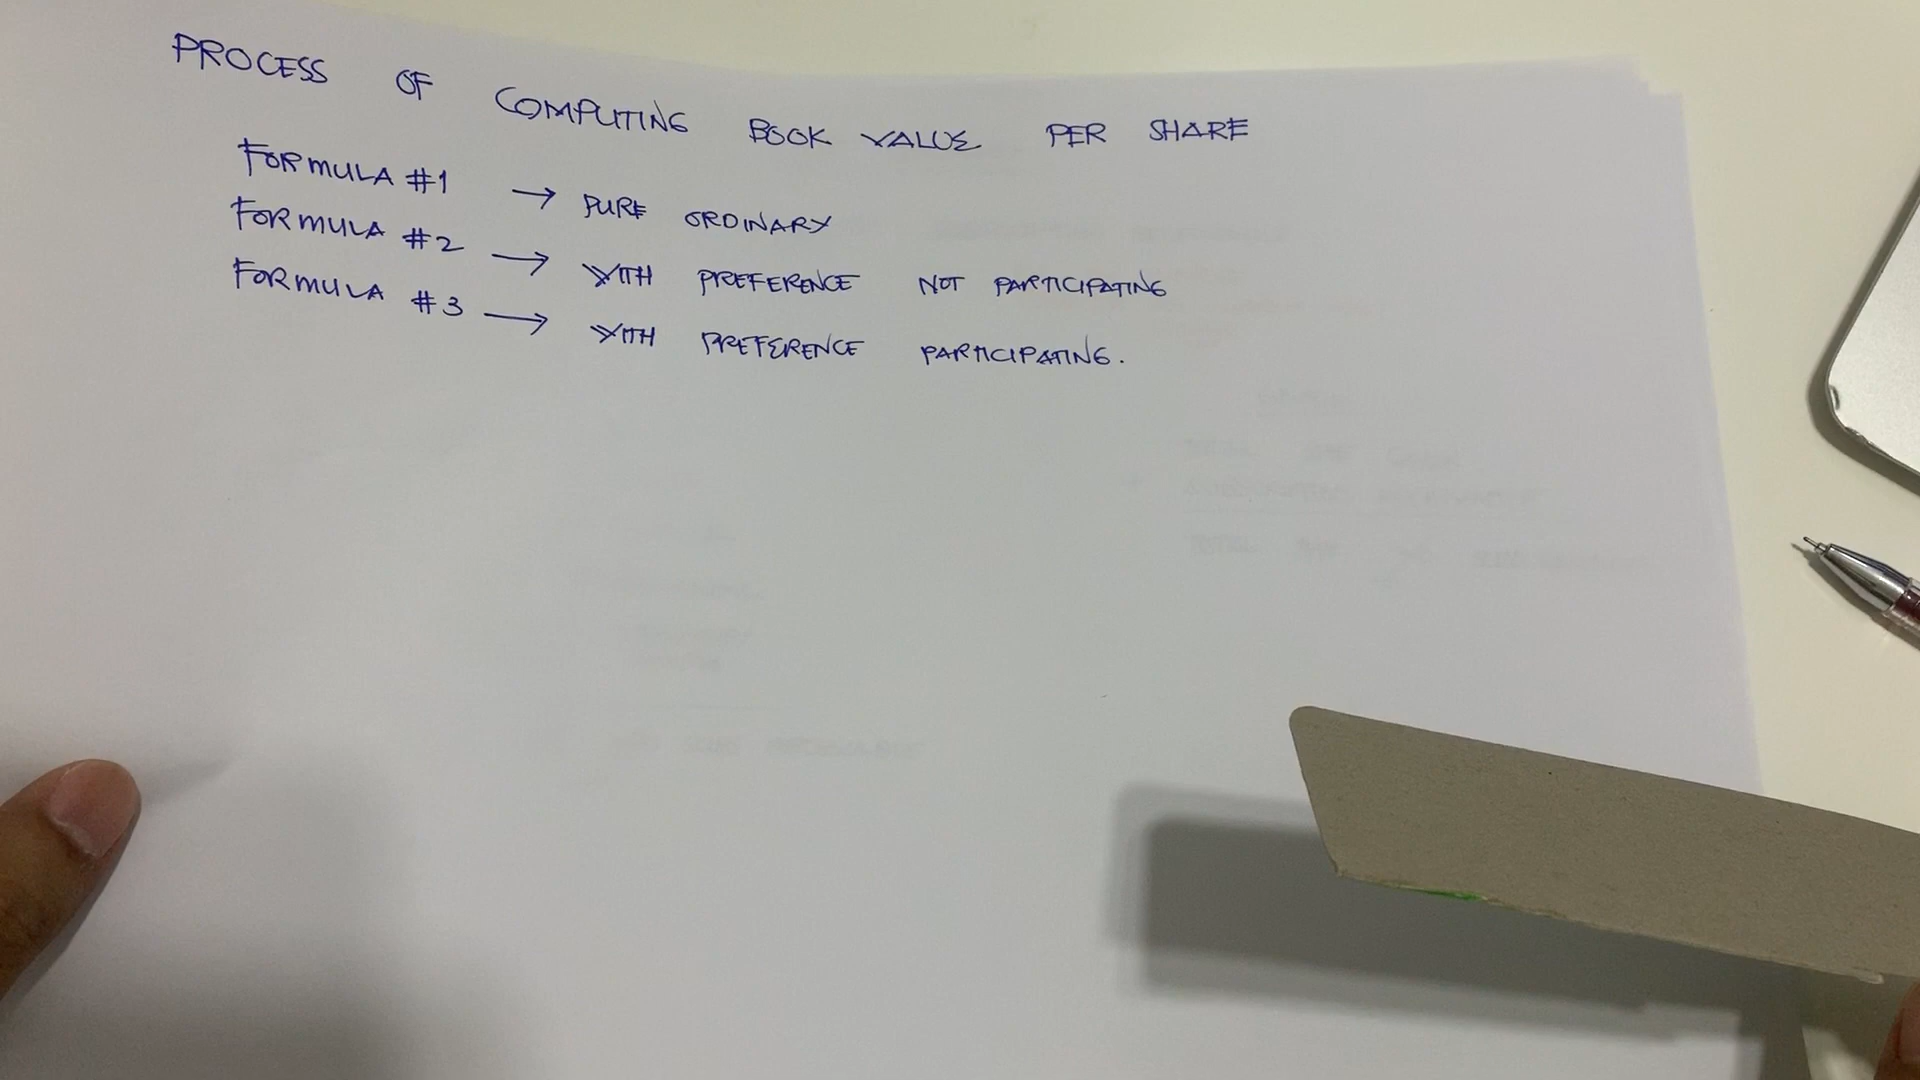 PROCESS OF COMPUTING BOOK VALUE PER SHARE
FORMULA #1 → PURE ORDINARY
FORMULA #2 → WITH PREFERENCE NOT PARTICIPATING
FORMULA #3 → WITH PREFERENCE PARTICIPATING.